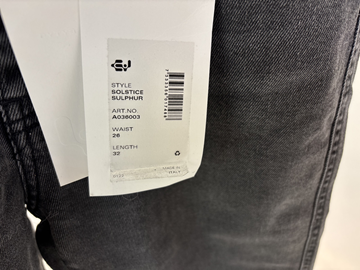 STYLE
SOLSTICE
SULPHUR
ART.NO:
A036003
WAIST
26
LENGTH
32
MADE IN
ITALY